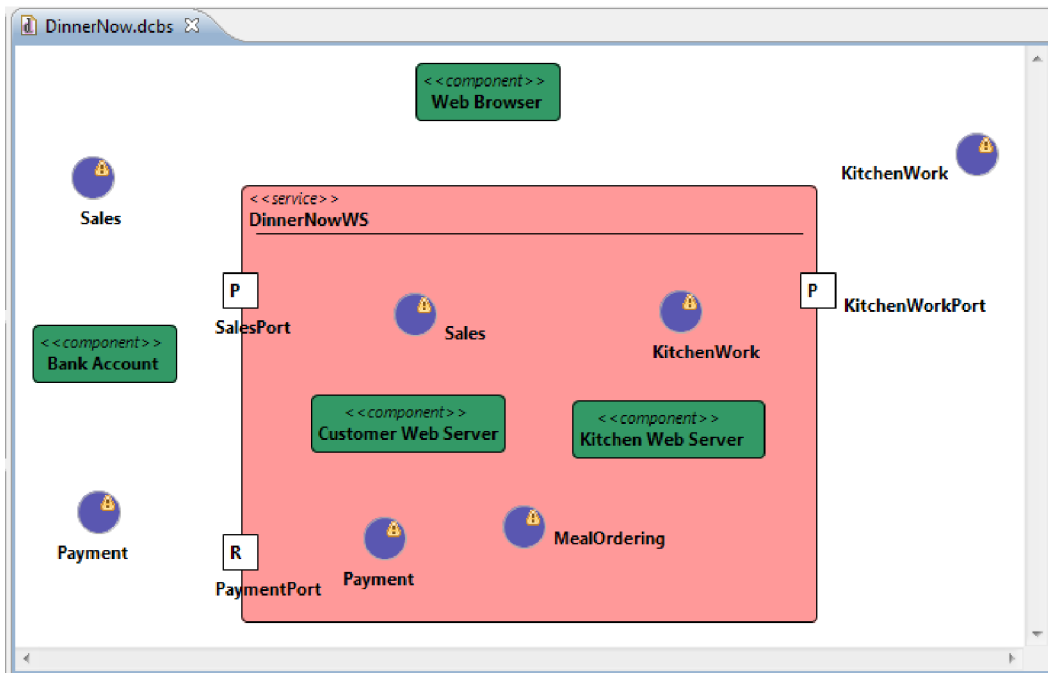 DinnerNow.dcbs
<<component>>
Web Browser
KitchenWork
Sales
<<service>>
DinnerNowWS
P
SalesPort
P
KitchenWorkPort
Sales
KitchenWork
<<component>>
Bank Account
<<component>>
Customer Web Server
<<component>>
Kitchen Web Server
Payment
R
PaymentPort
Payment
MealOrdering